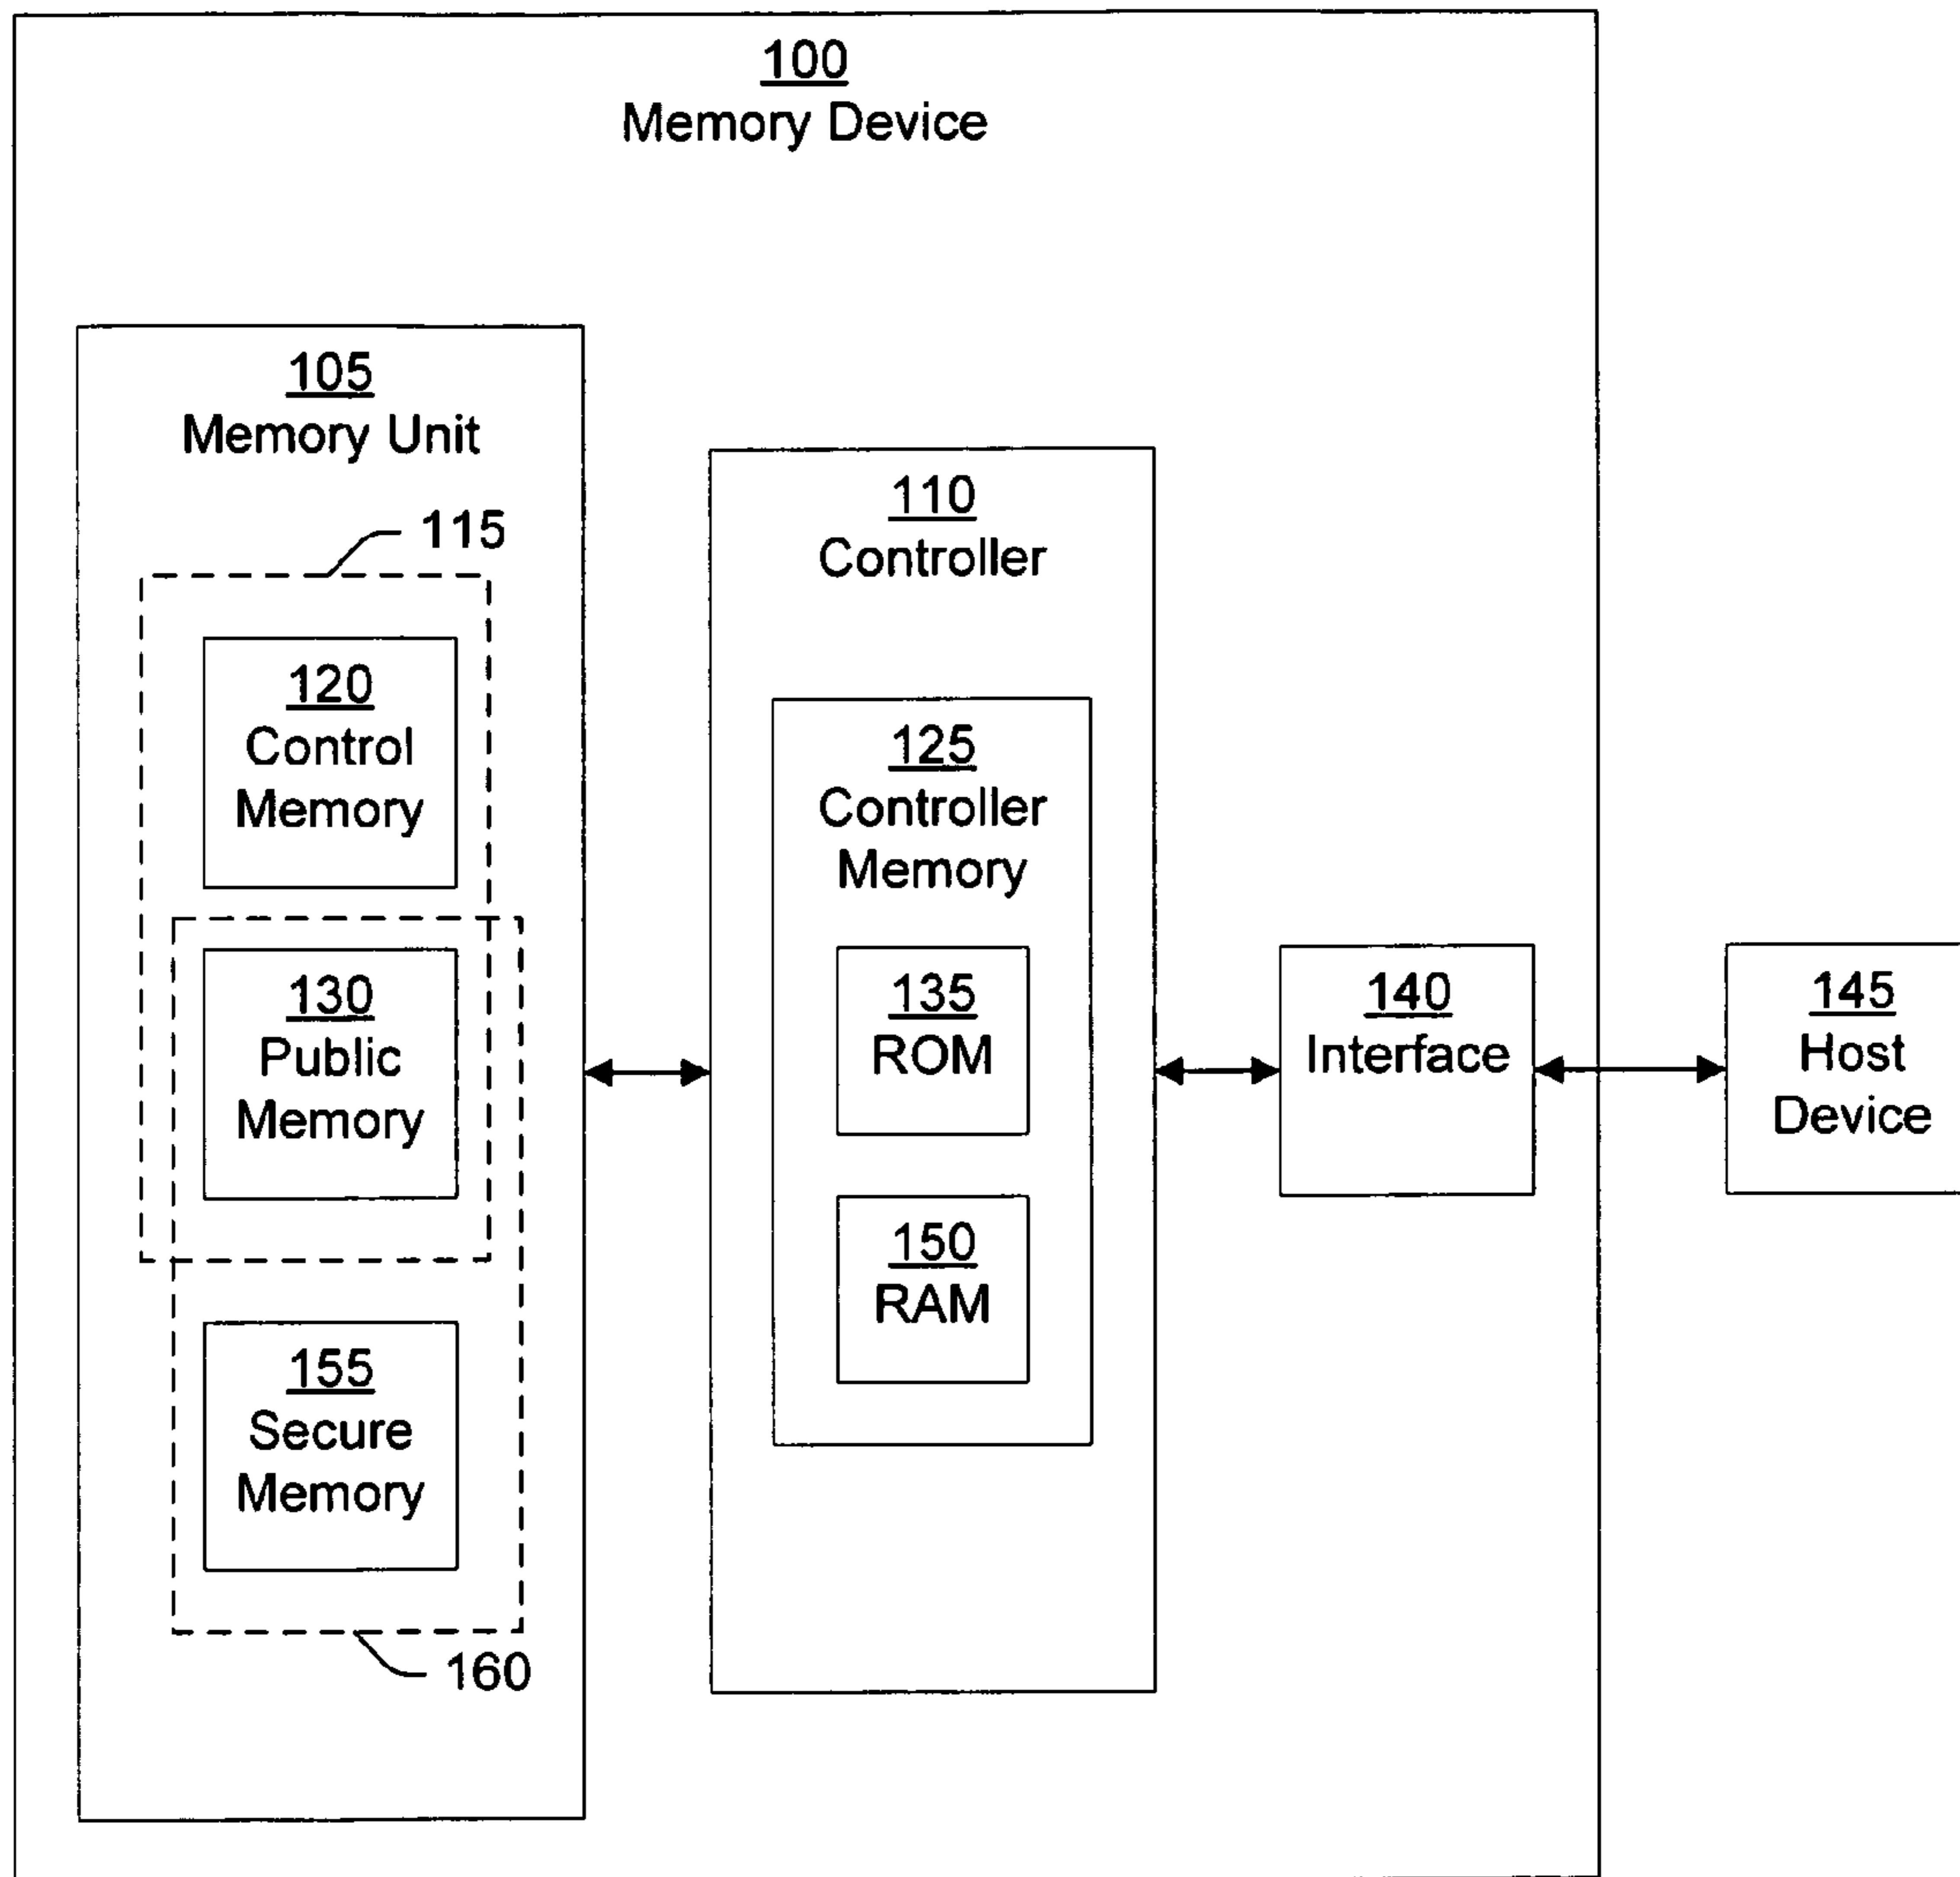 100
Memory Device
105
Memory Unit
115
120
Control
Memory
130
Public
Memory
155
Secure
Memory
160
110
Controller
125
Controller
Memory
135
ROM
150
RAM
140
Interface
145
Host
Device